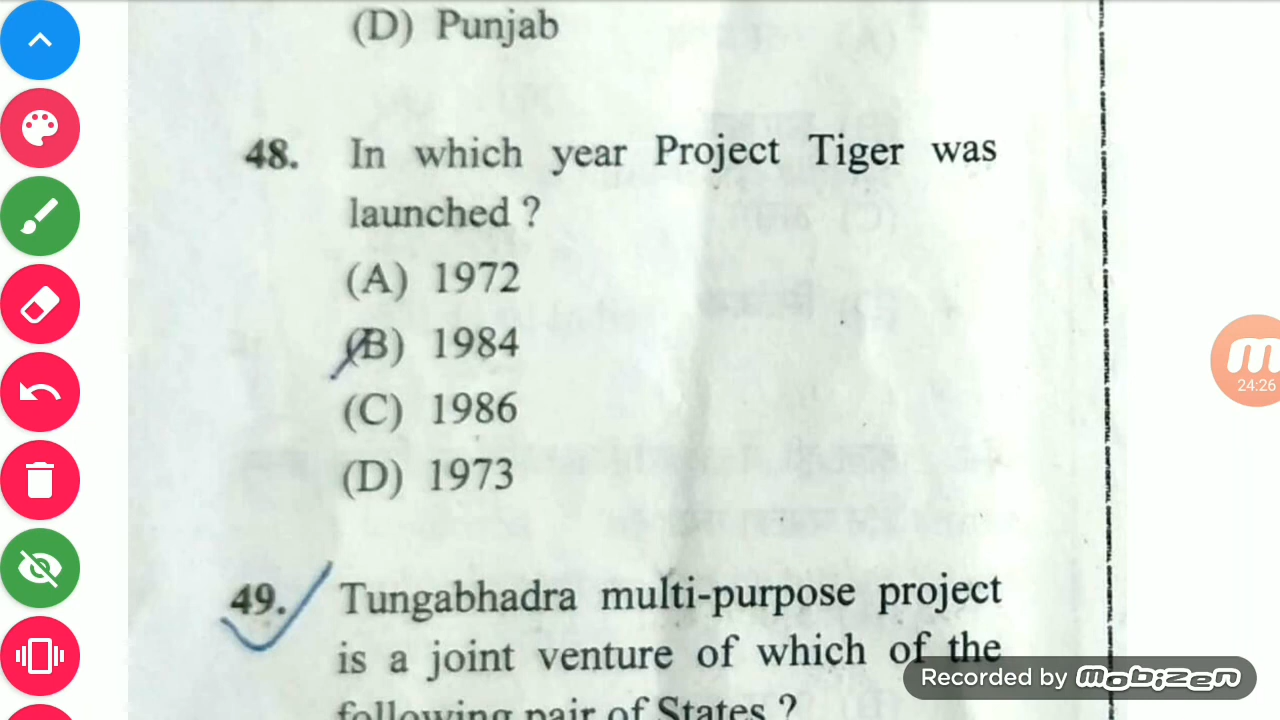 (D) Punjab
48. In which year Project Tiger was
launched ?
(A) 1972
(B) 1984
(C) 1986
(D) 1973
49. Tungabhadra multi-purpose project
is a joint venture of which of the
following pair of States ?
24:26
Recorded by mobizen